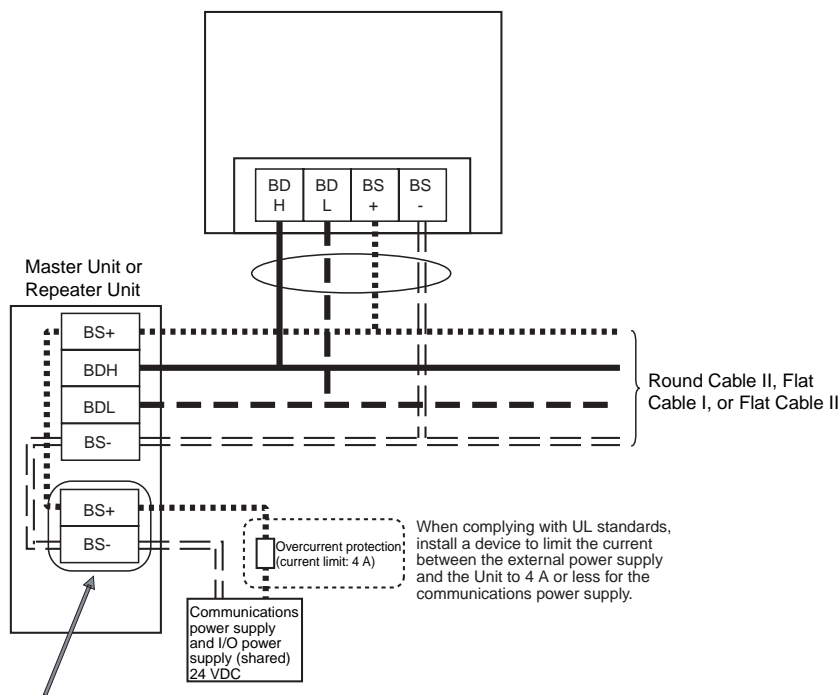 BD
H
BD
L
BS
+
BS
-
Master Unit or
Repeater Unit
BS+
BDH
BDL
BS-
Round Cable II, Flat
Cable I, or Flat Cable II
BS+
BS-
Overcurrent protection
(current limit: 4 A)
When complying with UL standards,
install a device to limit the current
between the external power supply
and the Unit to 4 A or less for the
communications power supply.
Communications
power supply
and I/O power
supply (shared)
24 VDC